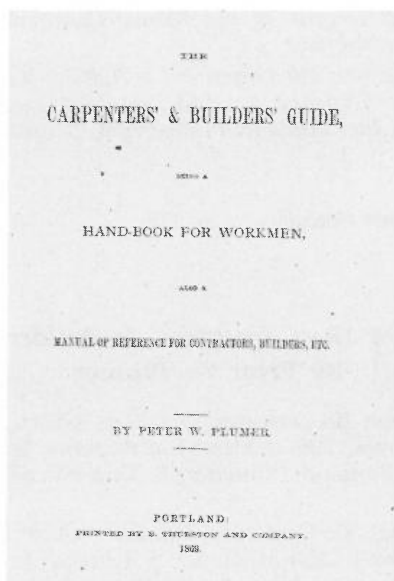 THE
CARPENTERS' & BUILDERS' GUIDE,
BEING A
HAND-BOOK FOR WORKMEN,
ALSO A
MANUAL OF REFERENCE FOR CONTRACTORS, BUILDERS, ETC.
BY PETER W. PLUMER.
PORTLAND:
PRINTED BY B. THURSTON AND COMPANY.
1869.